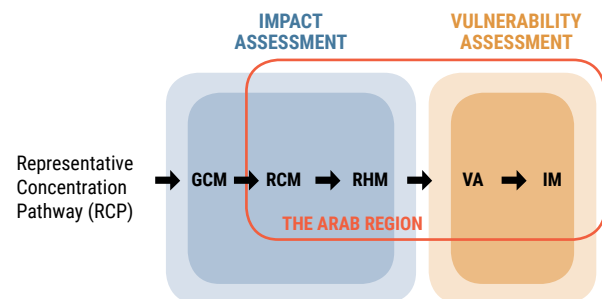 IMPACT
ASSESSMENT
VULNERABILITY
ASSESSMENT
Representative
Concentration
Pathway (RCP)
GCM
RCM
RHM
VA
IM
THE ARAB REGION